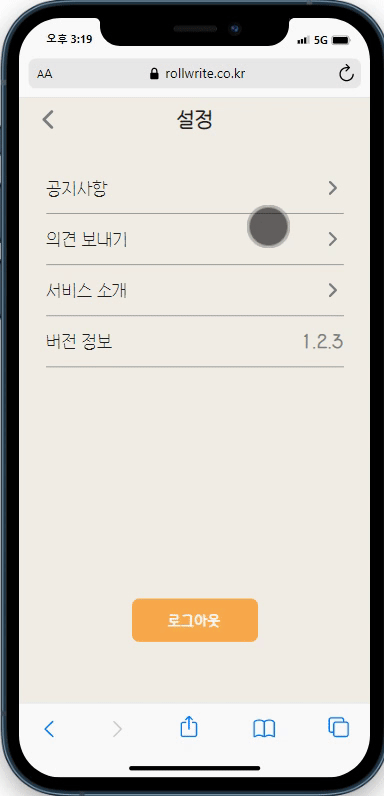 오후 3:19
5G
AA
rollwrite.co.kr
설정
공지사항
의견 보내기
서비스 소개
버전 정보
1.2.3
로그아웃